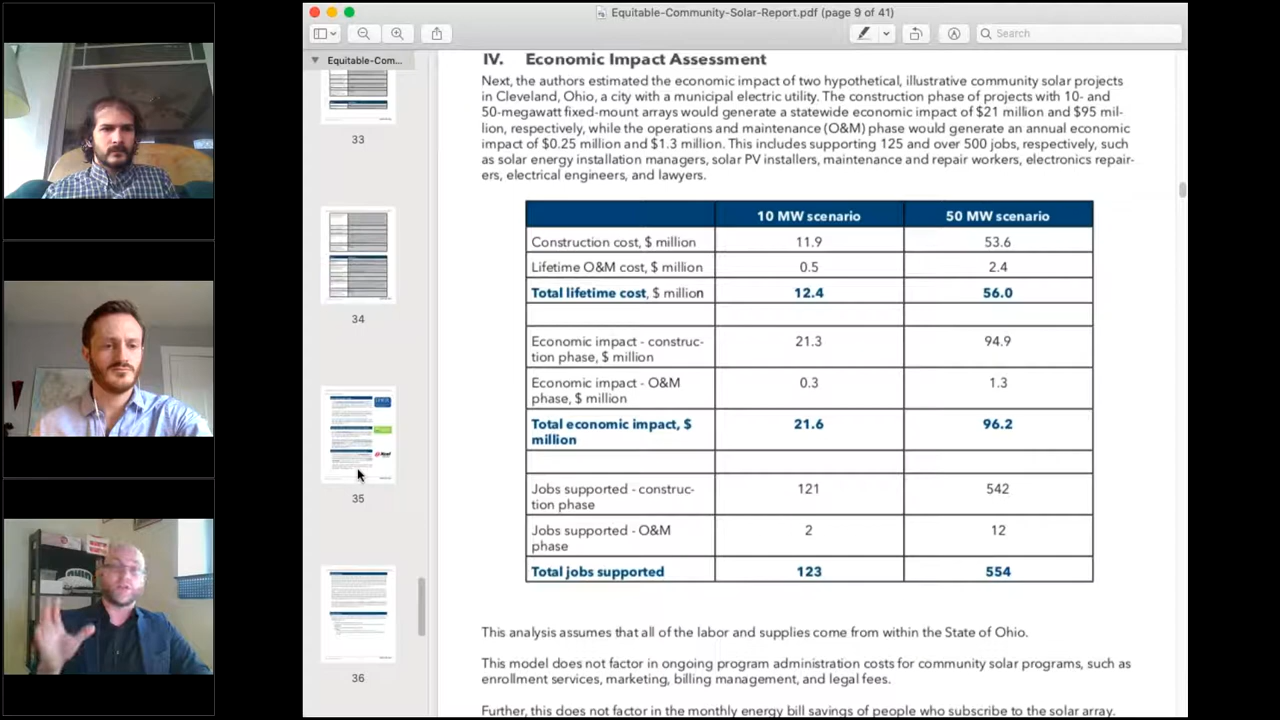 Equitable-Community-Solar-Report.pdf (page 9 of 41)
Search
Equitable-Com...
33
34
35
36
IV. Economic Impact Assessment
Next, the authors estimated the economic impact of two hypothetical, illustrative community solar projects
in Cleveland, Ohio, a city with a municipal electric utility. The construction phase of projects with 10- and
50-megawatt fixed-mount arrays would generate a statewide economic impact of $21 million and $95 mil-
lion, respectively, while the operations and maintenance (O&M) phase would generate an annual economic
impact of $0.25 million and $1.3 million. This includes supporting 125 and over 500 jobs, respectively, such
as solar energy installation managers, solar PV installers, maintenance and repair workers, electronics repair-
ers, electrical engineers, and lawyers.
10 MW scenario 50 MW scenario
Construction cost, $ million 11.9 53.6
Lifetime O&M cost, $ million 0.5 2.4
Total lifetime cost, $ million 12.4 56.0
Economic impact - construc- 21.3 94.9
tion phase, $ million
Economic impact - O&M 0.3 1.3
phase, $ million
Total economic impact, $ 21.6 96.2
million
Jobs supported - construc- 121 542
tion phase
Jobs supported - O&M 2 12
phase
Total jobs supported 123 554
This analysis assumes that all of the labor and supplies come from within the State of Ohio.
This model does not factor in ongoing program administration costs for community solar programs, such as
enrollment services, marketing, billing management, and legal fees.
Further, this does not factor in the monthly energy bill savings of people who subscribe to the solar array.